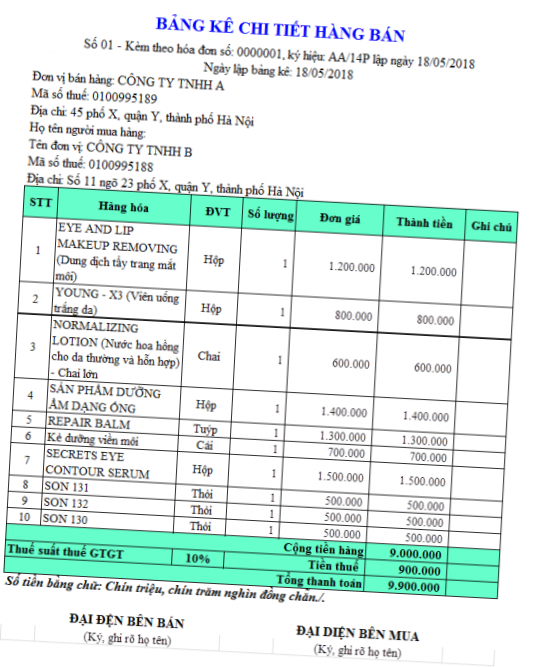 BẢNG KÊ CHI TIẾT HÀNG BÁN
Số 01 - Kèm theo hóa đơn số: 0000001, ký hiệu: AA/14P lập ngày 18/05/2018
Ngày lập bảng kê: 18/05/2018
Đơn vị bán hàng: CÔNG TY TNHH A
Mã số thuế: 0100995189
Địa chỉ: 45 phố X, quận Y, thành phố Hà Nội
Họ tên người mua hàng:
Tên đơn vị: CÔNG TY TNHH B
Mã số thuế: 0100995188
Địa chỉ: Số 11 ngõ 23 phố X, quận Y, thành phố Hà Nội
STT Hàng hóa ĐVT Số lượng Đơn giá Thành tiền Ghi chú
EYE AND LIP
MAKEUP REMOVING
1 (Dung dịch tẩy trang mắt Hộp 1 1.200.000 1.200.000
môi)
2 YOUNG - X3 (Viên uống Hộp 1 800.000 800.000
trắng da)
NORMALIZING
LOTION (Nước hoa hồng
3 cho da thường và hỗn hợp) Chai 1 600.000 600.000
- Chai lớn
4 SẢN PHẨM DƯỠNG Hộp 1 1.400.000 1.400.000
ẨM DẠNG ỐNG
5 REPAIR BALM Tuýp 1 1.300.000 1.300.000
6 Kẻ dưỡng viền môi Cái 1 700.000 700.000
7 SECRETS EYE Hộp 1 1.500.000 1.500.000
CONTOUR SERUM
8 SON 131 Thỏi 1 500.000 500.000
9 SON 132 Thỏi 1 500.000 500.000
10 SON 130 Thỏi 1 500.000 500.000
Cộng tiền hàng 9.000.000
Thuế suất thuế GTGT 10% Tiền thuế 900.000
Tổng thanh toán 9.900.000
Số tiền bằng chữ: Chín triệu, chín trăm nghìn đồng chẵn./.
ĐẠI ĐỆN BÊN BÁN ĐẠI DIỆN BÊN MUA
(Ký, ghi rõ họ tên) (Ký, ghi rõ họ tên)